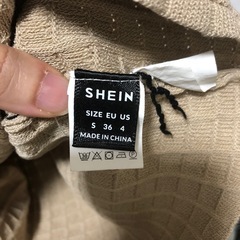 SHEIN
SIZE EU US
S 36 4
MADE IN CHINA